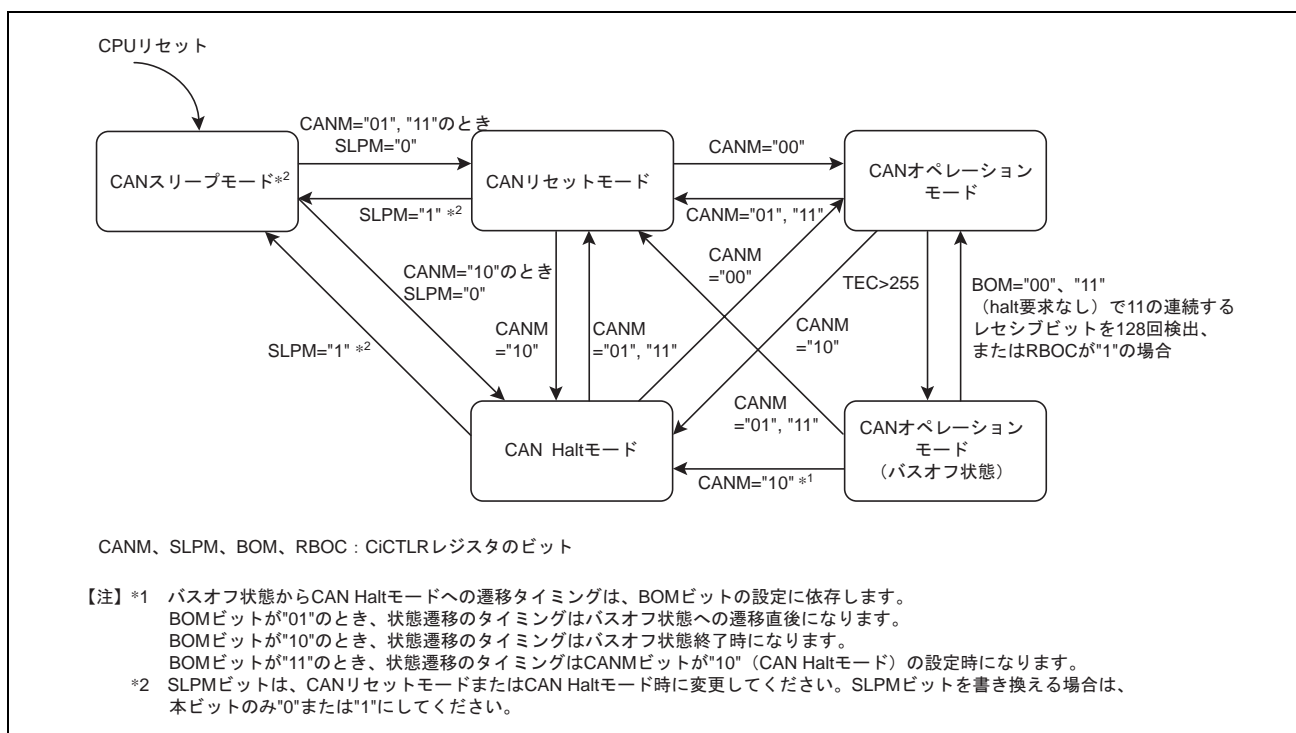 CPUリセット
CANM="01", "11"のとき
SLPM="0"
CANM="00"
CANスリープモード*2
CANリセットモード
CANオペレーション
モード
SLPM="1" *2
CANM="01", "11"
CANM="10"のとき
SLPM="0"
CANM
="00"
TEC>255
BOM="00"、"11"
（halt要求なし）で11の連続する
レセシブビットを128回検出、
またはRBOCが"1"の場合
SLPM="1" *2
CANM
="10"
CANM
="01", "11"
CANM
="10"
CANM
="01", "11"
CAN Haltモード
CANM="10" *1
CANオペレーション
モード
（バスオフ状態）
CANM、SLPM、BOM、RBOC：CiCTLRレジスタのビット
【注】*1 バスオフ状態からCAN Haltモードへの遷移タイミングは、BOMビットの設定に依存します。
BOMビットが"01"のとき、状態遷移のタイミングはバスオフ状態への遷移直後になります。
BOMビットが"10"のとき、状態遷移のタイミングはバスオフ状態終了時になります。
BOMビットが"11"のとき、状態遷移のタイミングはCANMビットが"10"（CAN Haltモード）の設定時になります。
*2 SLPMビットは、CANリセットモードまたはCAN Haltモード時に変更してください。SLPMビットを書き換える場合は、
本ビットのみ"0"または"1"にしてください。